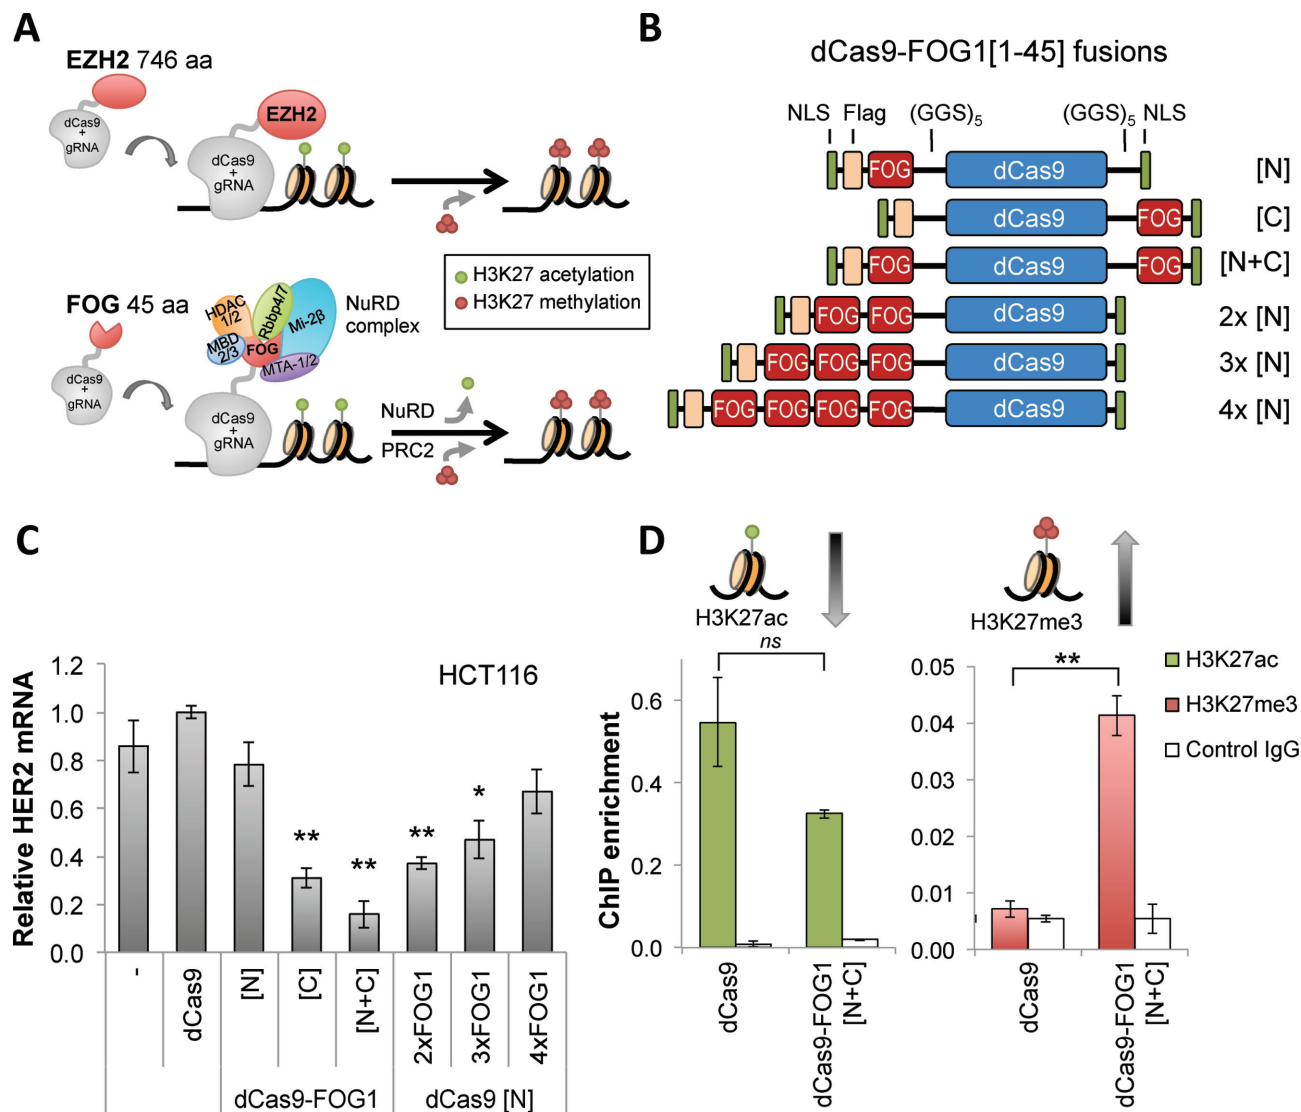 A
EZH2 746 aa
dCas9
+
gRNA
EZH2
dCas9
+
gRNA
H3K27 acetylation
H3K27 methylation
FOG 45 aa
dCas9
+
gRNA
HDAC
1/2
Rbbp4/7
Mi-2β
MBD
2/3
FOG
MTA-1/2
NuRD
complex
dCas9
+
gRNA
NuRD
PRC2
B
dCas9-FOG1[1-45] fusions
NLS Flag (GGS)5 (GGS)5 NLS
FOG dCas9 [N]
dCas9 FOG [C]
FOG dCas9 FOG [N+C]
FOG FOG dCas9 2x [N]
FOG FOG FOG dCas9 3x [N]
FOG FOG FOG FOG dCas9 4x [N]
C
HCT116
Relative HER2 mRNA
1.2
1.0
0.8
0.6
0.4
0.2
0.0
** ** ** *
- dCas9 [N] [C] [N+C] 2xFOG1 3xFOG1 4xFOG1
dCas9-FOG1 dCas9 [N]
D
H3K27ac
H3K27me3
ChIP enrichment
ns
0.6
0.4
0.2
0.0
dCas9
dCas9-FOG1
[N+C]
**
0.05
0.04
0.03
0.02
0.01
0.00
dCas9
dCas9-FOG1
[N+C]
H3K27ac
H3K27me3
Control IgG